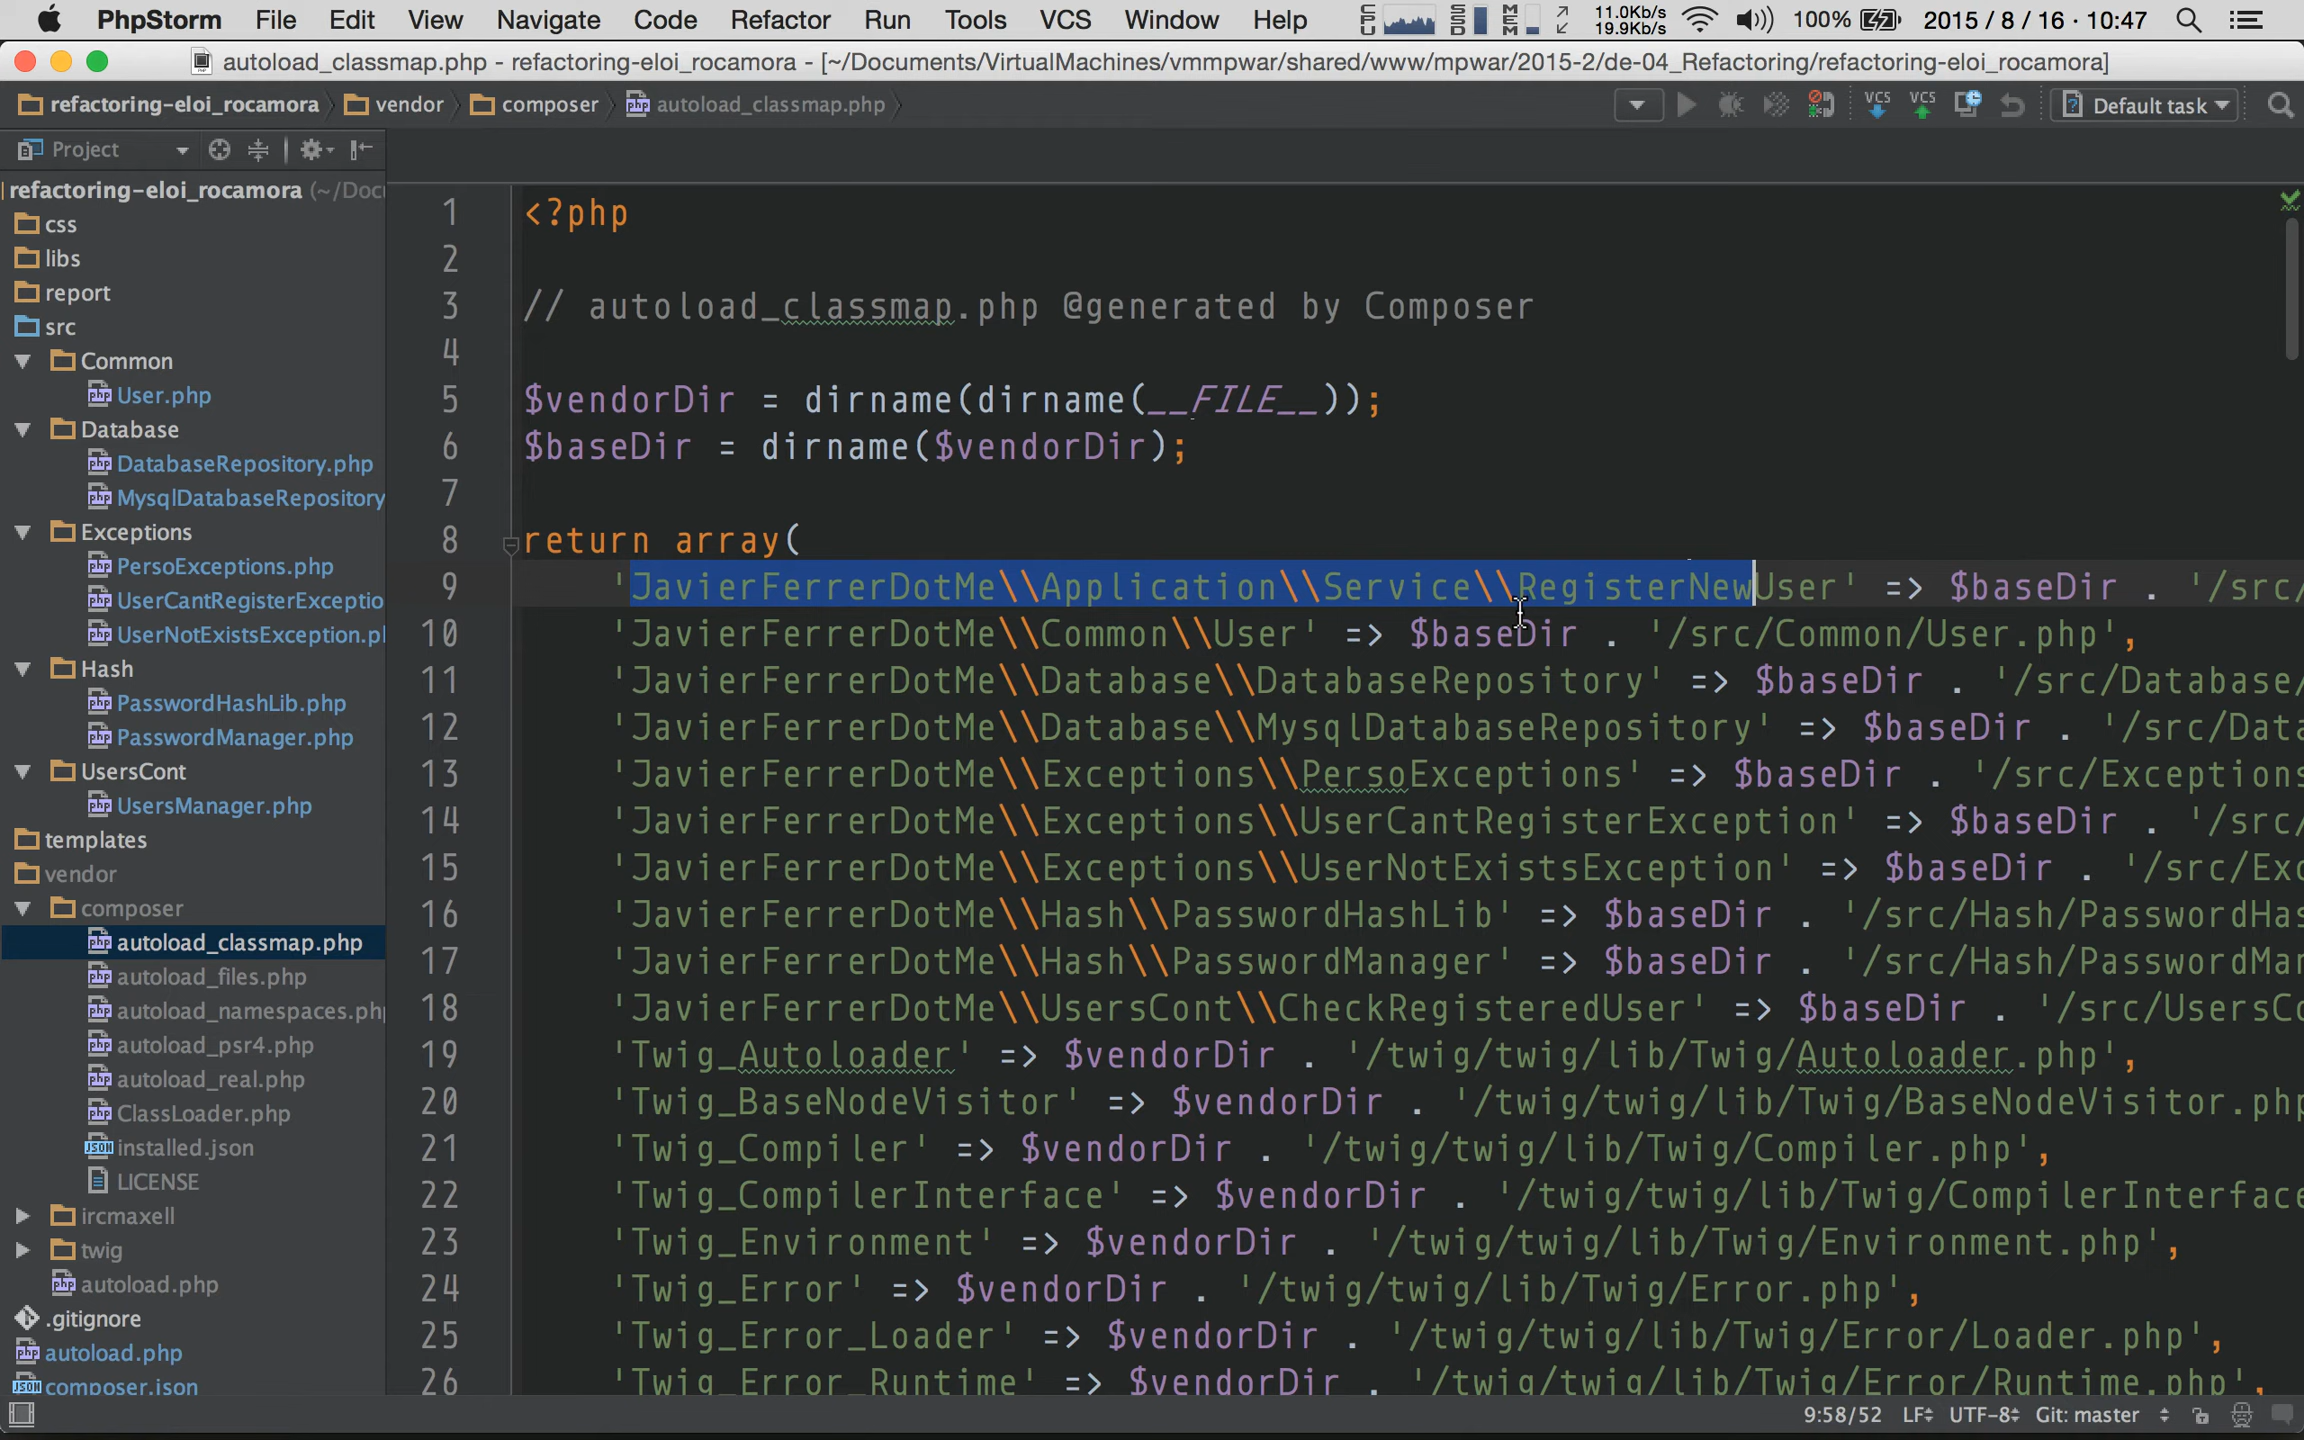 PhpStorm File Edit View Navigate Code Refactor Run Tools VCS Window Help CPU SSD MEM 11.0Kb/s 19.9Kb/s 100% 2015 / 8 / 16 · 10:47
autoload_classmap.php - refactoring-eloi_rocamora - [~/Documents/VirtualMachines/vmmpwar/shared/www/mpwar/2015-2/de-04_Refactoring/refactoring-eloi_rocamora]
refactoring-eloi_rocamora vendor composer autoload_classmap.php VCS VCS Default task
Project
refactoring-eloi_rocamora (~/Docu
css
libs
report
src
Common
User.php
Database
DatabaseRepository.php
MysqlDatabaseRepository
Exceptions
PersoExceptions.php
UserCantRegisterExceptio
UserNotExistsException.pl
Hash
PasswordHashLib.php
PasswordManager.php
UsersCont
UsersManager.php
templates
vendor
composer
autoload_classmap.php
autoload_files.php
autoload_namespaces.php
autoload_psr4.php
autoload_real.php
ClassLoader.php
installed.json
LICENSE
ircmaxell
twig
autoload.php
.gitignore
autoload.php
composer.json
1 <?php
2
3 // autoload_classmap.php @generated by Composer
4
5 $vendorDir = dirname(dirname(__FILE__));
6 $baseDir = dirname($vendorDir);
7
8 return array(
9 'JavierFerrerDotMe\\Application\\Service\\RegisterNewUser' => $baseDir . '/src/
10 'JavierFerrerDotMe\\Common\\User' => $baseDir . '/src/Common/User.php',
11 'JavierFerrerDotMe\\Database\\DatabaseRepository' => $baseDir . '/src/Database/
12 'JavierFerrerDotMe\\Database\\MysqlDatabaseRepository' => $baseDir . '/src/Data
13 'JavierFerrerDotMe\\Exceptions\\PersoExceptions' => $baseDir . '/src/Exceptions
14 'JavierFerrerDotMe\\Exceptions\\UserCantRegisterException' => $baseDir . '/src/
15 'JavierFerrerDotMe\\Exceptions\\UserNotExistsException' => $baseDir . '/src/Exc
16 'JavierFerrerDotMe\\Hash\\PasswordHashLib' => $baseDir . '/src/Hash/PasswordHas
17 'JavierFerrerDotMe\\Hash\\PasswordManager' => $baseDir . '/src/Hash/PasswordMan
18 'JavierFerrerDotMe\\UsersCont\\CheckRegisteredUser' => $baseDir . '/src/UsersCo
19 'Twig_Autoloader' => $vendorDir . '/twig/twig/lib/Twig/Autoloader.php',
20 'Twig_BaseNodeVisitor' => $vendorDir . '/twig/twig/lib/Twig/BaseNodeVisitor.php
21 'Twig_Compiler' => $vendorDir . '/twig/twig/lib/Twig/Compiler.php',
22 'Twig_CompilerInterface' => $vendorDir . '/twig/twig/lib/Twig/CompilerInterface
23 'Twig_Environment' => $vendorDir . '/twig/twig/lib/Twig/Environment.php',
24 'Twig_Error' => $vendorDir . '/twig/twig/lib/Twig/Error.php',
25 'Twig_Error_Loader' => $vendorDir . '/twig/twig/lib/Twig/Error/Loader.php',
26 'Twig_Error_Runtime' => $vendorDir . '/twig/twig/lib/Twig/Error/Runtime.php',
9:58/52 LF UTF-8 Git: master